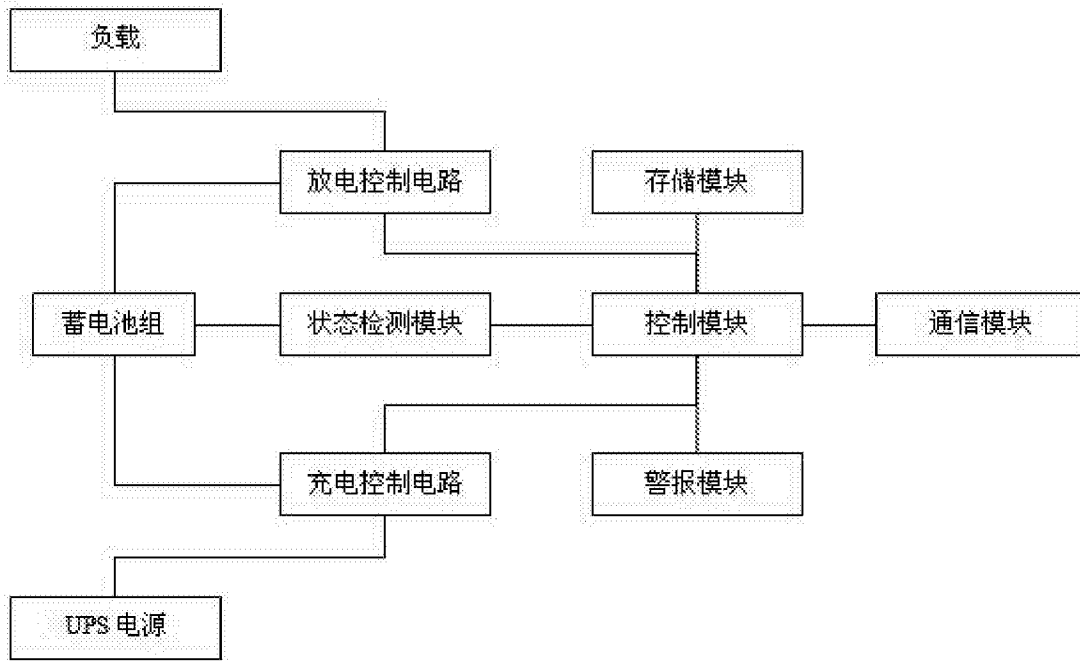 负载
放电控制电路
存储模块
蓄电池组
状态检测模块
控制模块
通信模块
充电控制电路
警报模块
UPS 电源